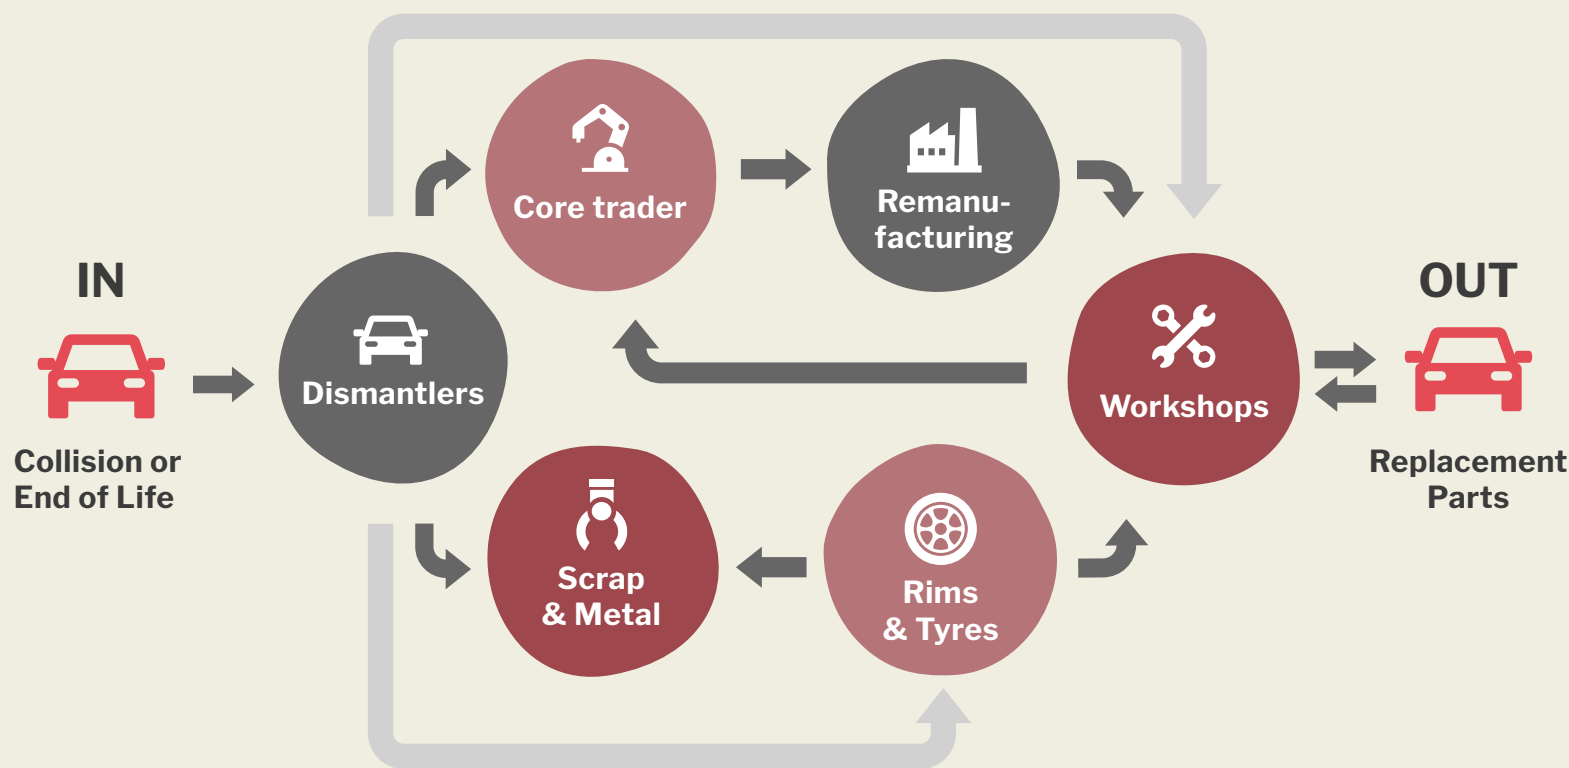 IN
Collision or
End of Life
Dismantlers
Core trader
Remanu-
facturing
Scrap
& Metal
Rims
& Tyres
Workshops
OUT
Replacement
Parts